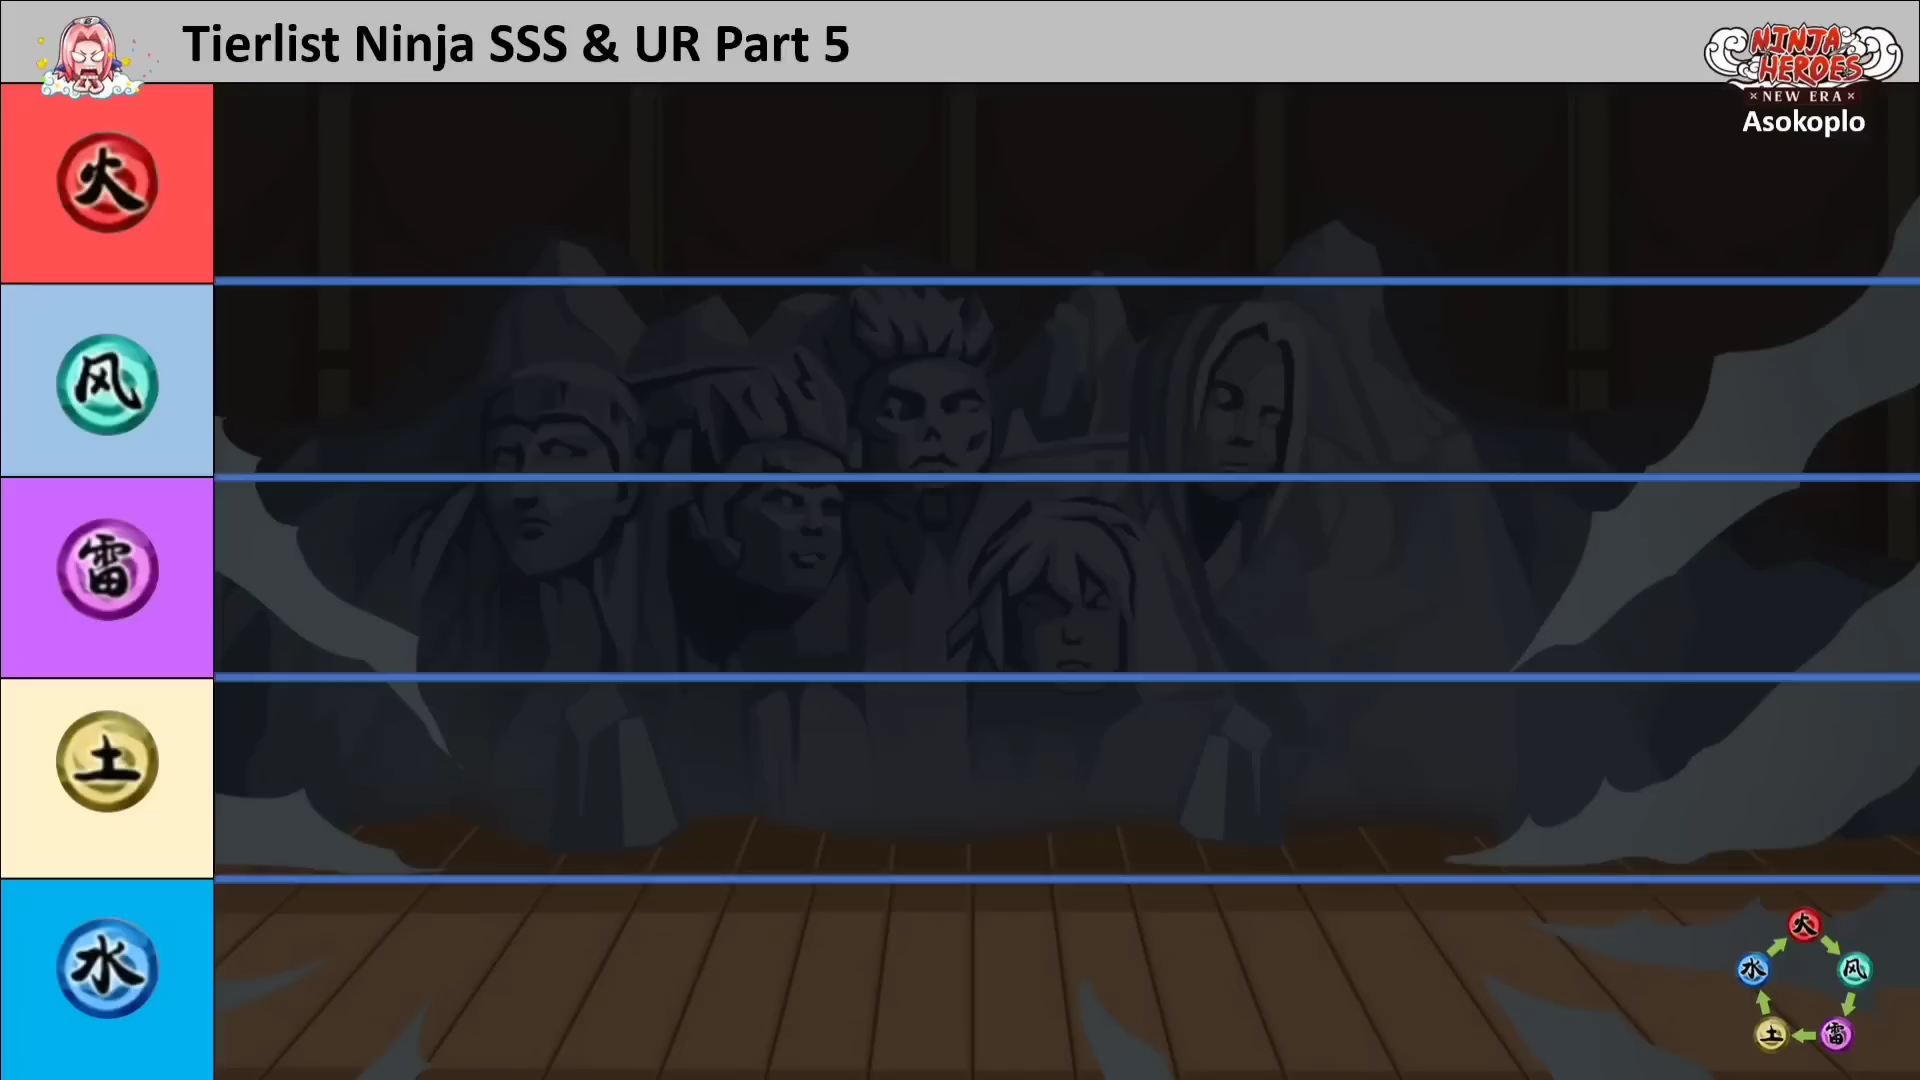 Tierlist Ninja SSS & UR Part 5
NINJA
HEROES
× NEW ERA ×
Asokoplo
火
风
雷
土
水
火
水
风
土
雷